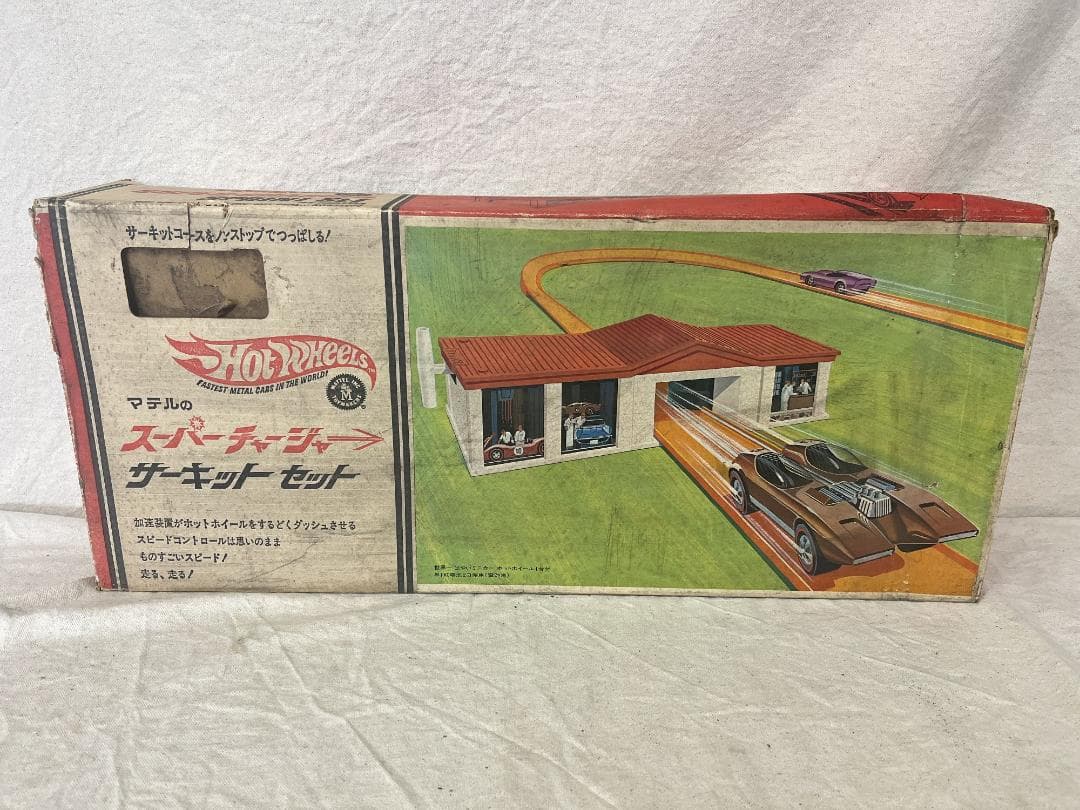 サーキットコースをノンストップでつっぱしる!
HOT WHEELS
FASTEST METAL CARS IN THE WORLD!
MATTEL, INC.
M
TOYMAKERS
マテルの
スーパーチャージャー
サーキット セット
加速装置がホットホイールをするどくダッシュさせる
スピードコントロールは思いのまま
ものすごいスピード!
走る、走る!